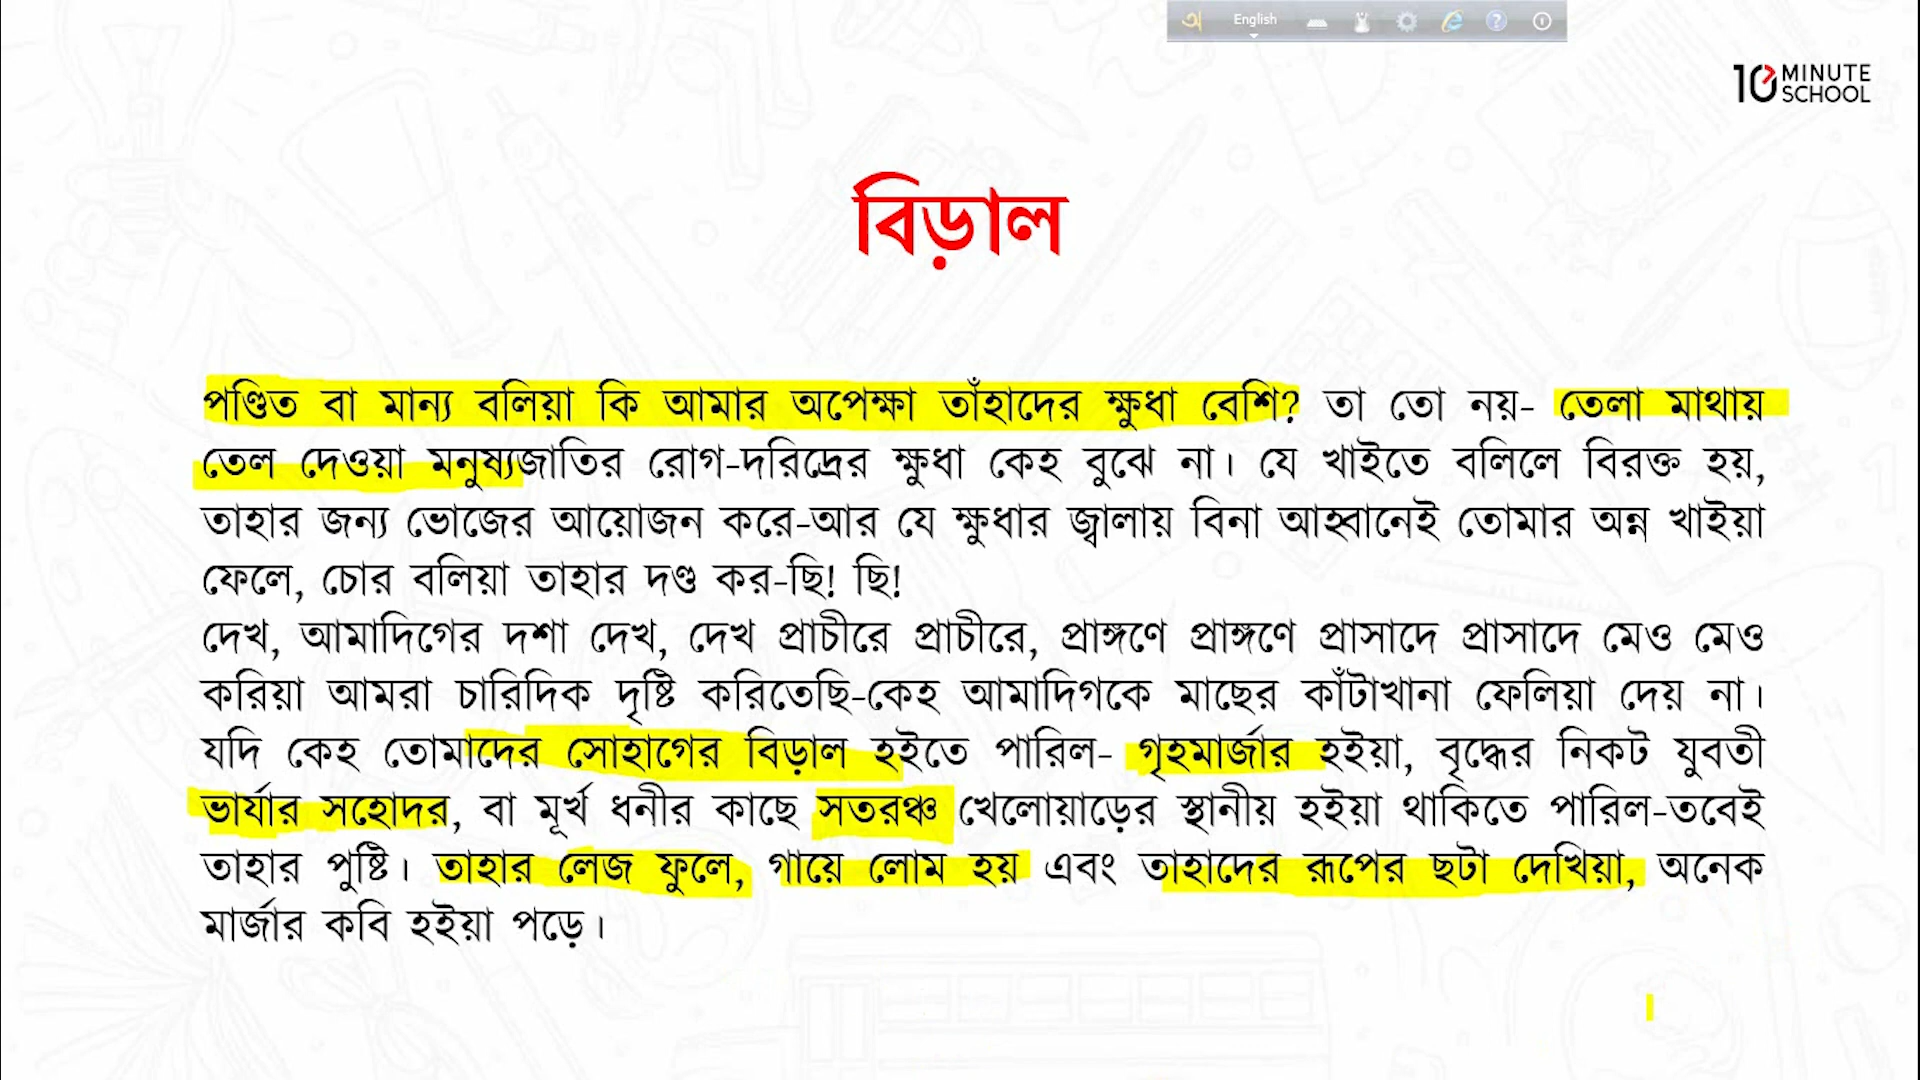 English
10 MINUTE SCHOOL
বিড়াল
পণ্ডিত বা মান্য বলিয়া কি আমার অপেক্ষা তাঁহাদের ক্ষুধা বেশি? তা তো নয়- তেলা মাথায়
তেল দেওয়া মনুষ্যজাতির রোগ-দরিদ্রের ক্ষুধা কেহ বুঝে না। যে খাইতে বলিলে বিরক্ত হয়,
তাহার জন্য ভোজের আয়োজন করে-আর যে ক্ষুধার জ্বালায় বিনা আহ্বানেই তোমার অন্ন খাইয়া
ফেলে, চোর বলিয়া তাহার দণ্ড কর-ছি! ছি!
দেখ, আমাদিগের দশা দেখ, দেখ প্রাচীরে প্রাচীরে, প্রাঙ্গণে প্রাঙ্গণে প্রাসাদে প্রাসাদে মেও মেও
করিয়া আমরা চারিদিক দৃষ্টি করিতেছি-কেহ আমাদিগকে মাছের কাঁটাখানা ফেলিয়া দেয় না।
যদি কেহ তোমাদের সোহাগের বিড়াল হইতে পারিল- গৃহমার্জার হইয়া, বৃদ্ধের নিকট যুবতী
ভার্যার সহোদর, বা মূর্খ ধনীর কাছে সতরঞ্চ খেলোয়াড়ের স্থানীয় হইয়া থাকিতে পারিল-তবেই
তাহার পুষ্টি। তাহার লেজ ফুলে, গায়ে লোম হয় এবং তাহাদের রূপের ছটা দেখিয়া, অনেক
মার্জার কবি হইয়া পড়ে।